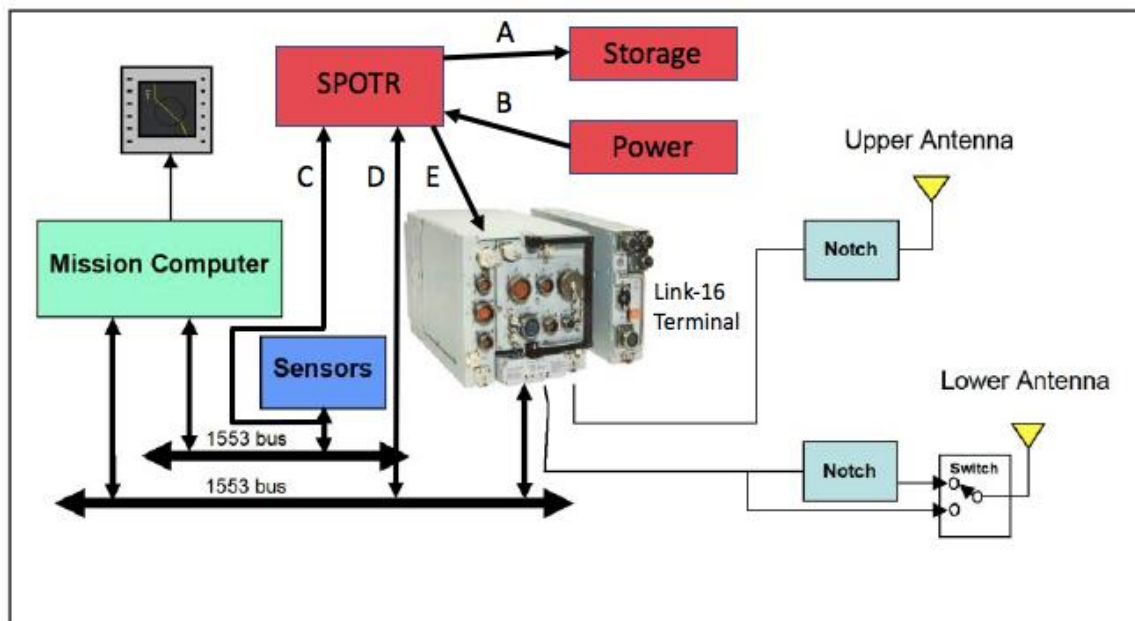 A
Storage
SPOTR
B
Power
Upper Antenna
C
D
E
Notch
Mission Computer
Link-16
Terminal
Sensors
Lower Antenna
1553 bus
Notch
Switch
1553 bus